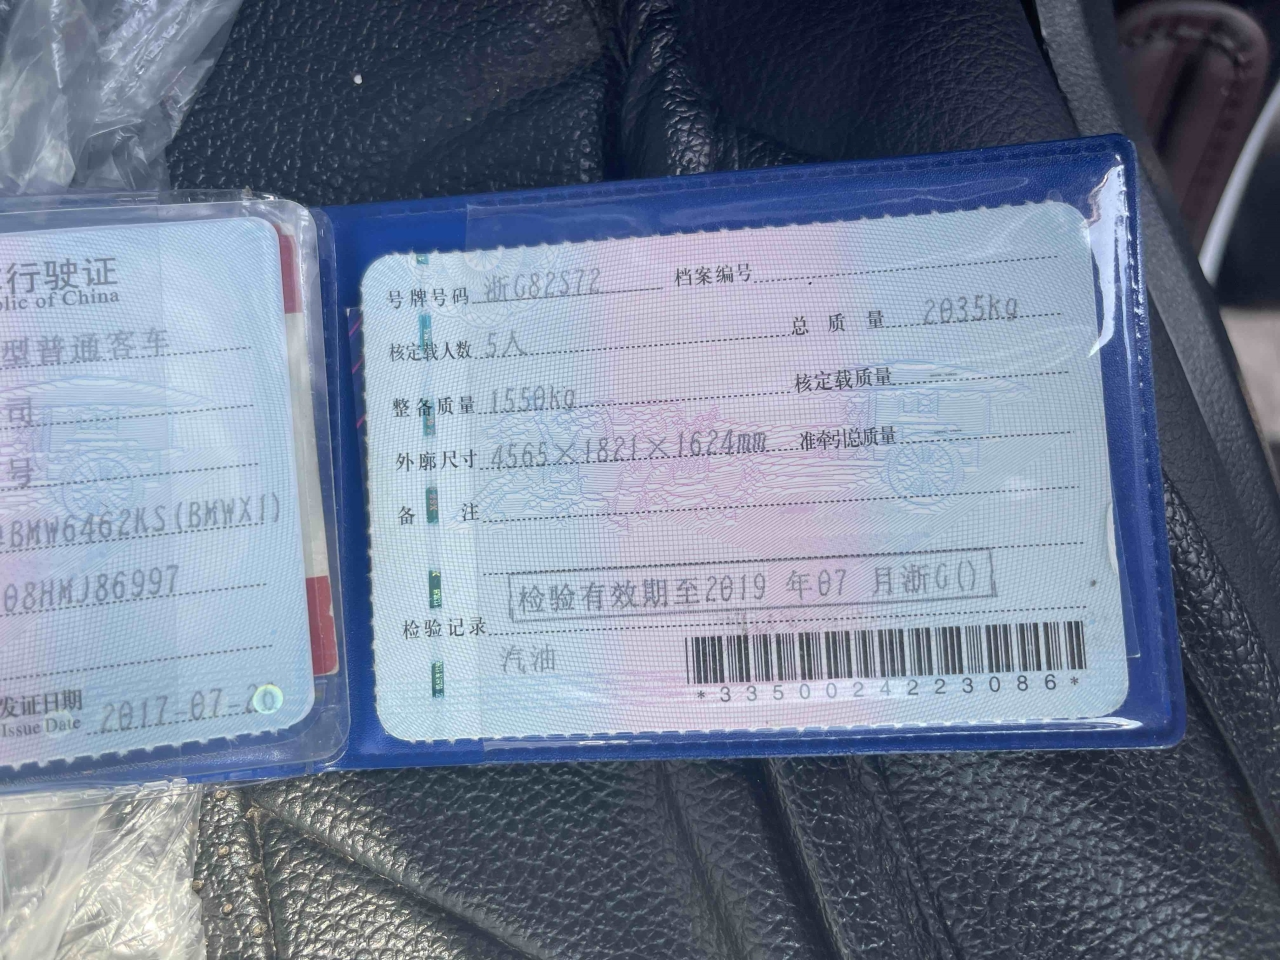 行驶证
blic of China
型普通客车
司
号
BMW6462KS(BMWX1)
08HMJ86997
发证日期
Issue Date 2017-07-26
号牌号码 浙G82S72 档案编号
核定载人数 5人 总质量 2035kg
整备质量 1550kg 核定载质量 --
外廓尺寸 4565×1821×1624mm 准牵引总质量
备注
检验有效期至2019 年07 月浙G()
检验记录
汽油
*3350024223086*